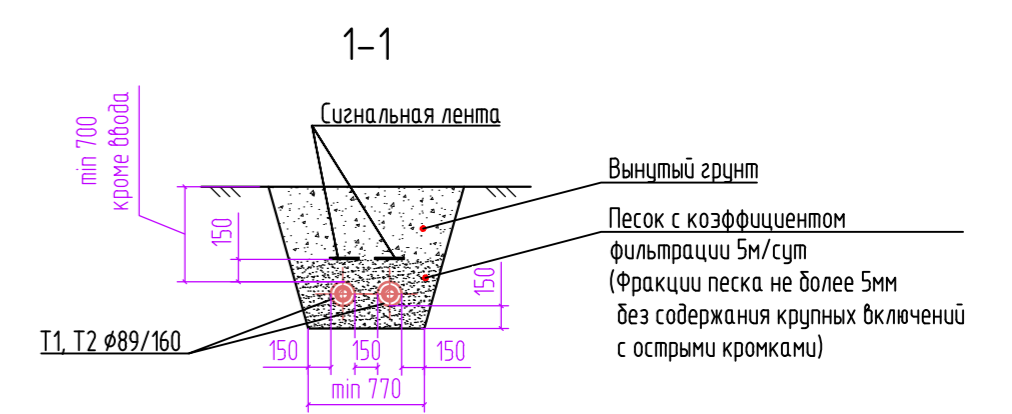 1-1
Сигнальная лента
min 700
кроме ввода
Вынутый грунт
150
Песок с коэффициентом
фильтрации 5м/сут
(Фракции песка не более 5мм
без содержания крупных включений
с острыми кромками)
150
Т1, Т2 ø89/160
150
150
150
min 770